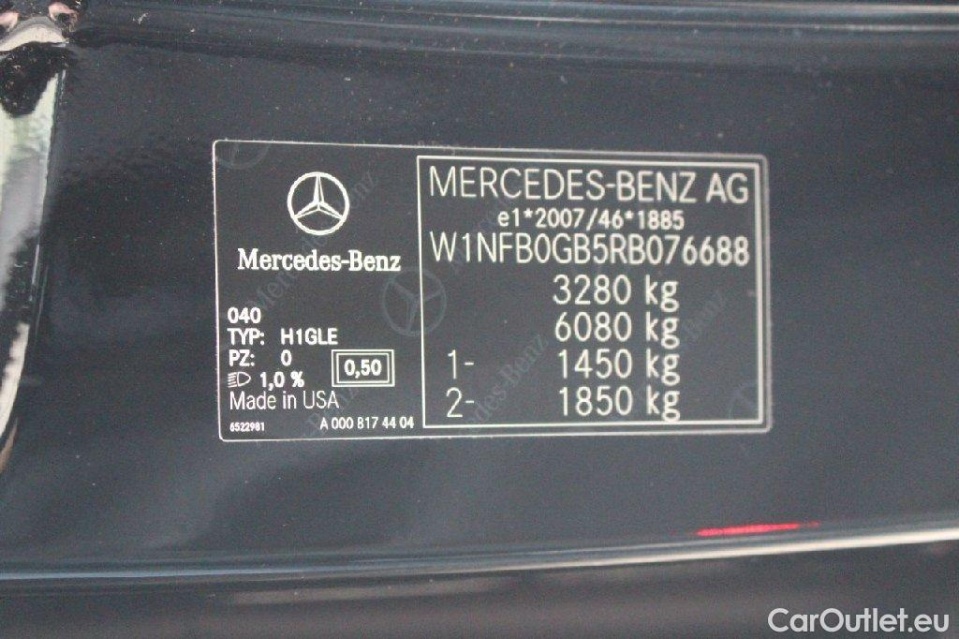 Mercedes-Benz
040
TYP: H1GLE
PZ: 0
1,0 %
0,50
Made in USA
6522981
A 000 817 44 04
MERCEDES-BENZ AG
e1*2007/46*1885
W1NFB0GB5RB076688
3280 kg
6080 kg
1- 1450 kg
2- 1850 kg
CarOutlet.eu